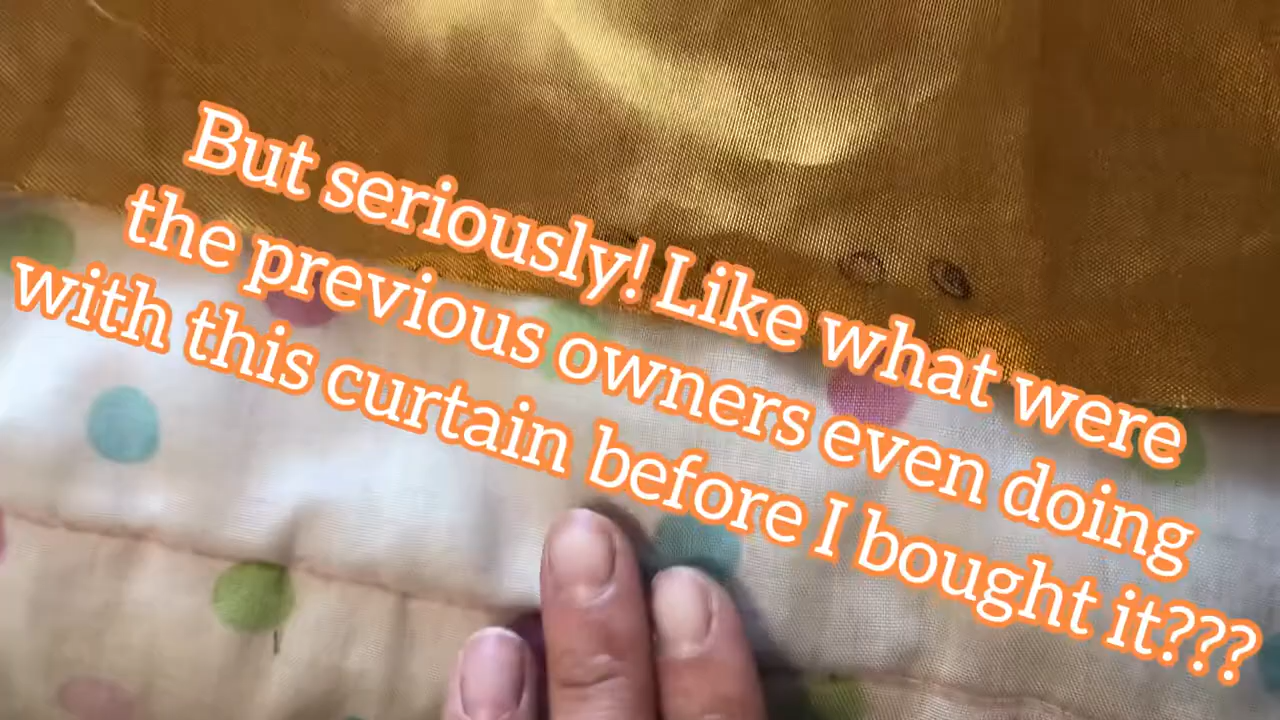 But seriously! Like what were
the previous owners even doing
with this curtain before I bought it???